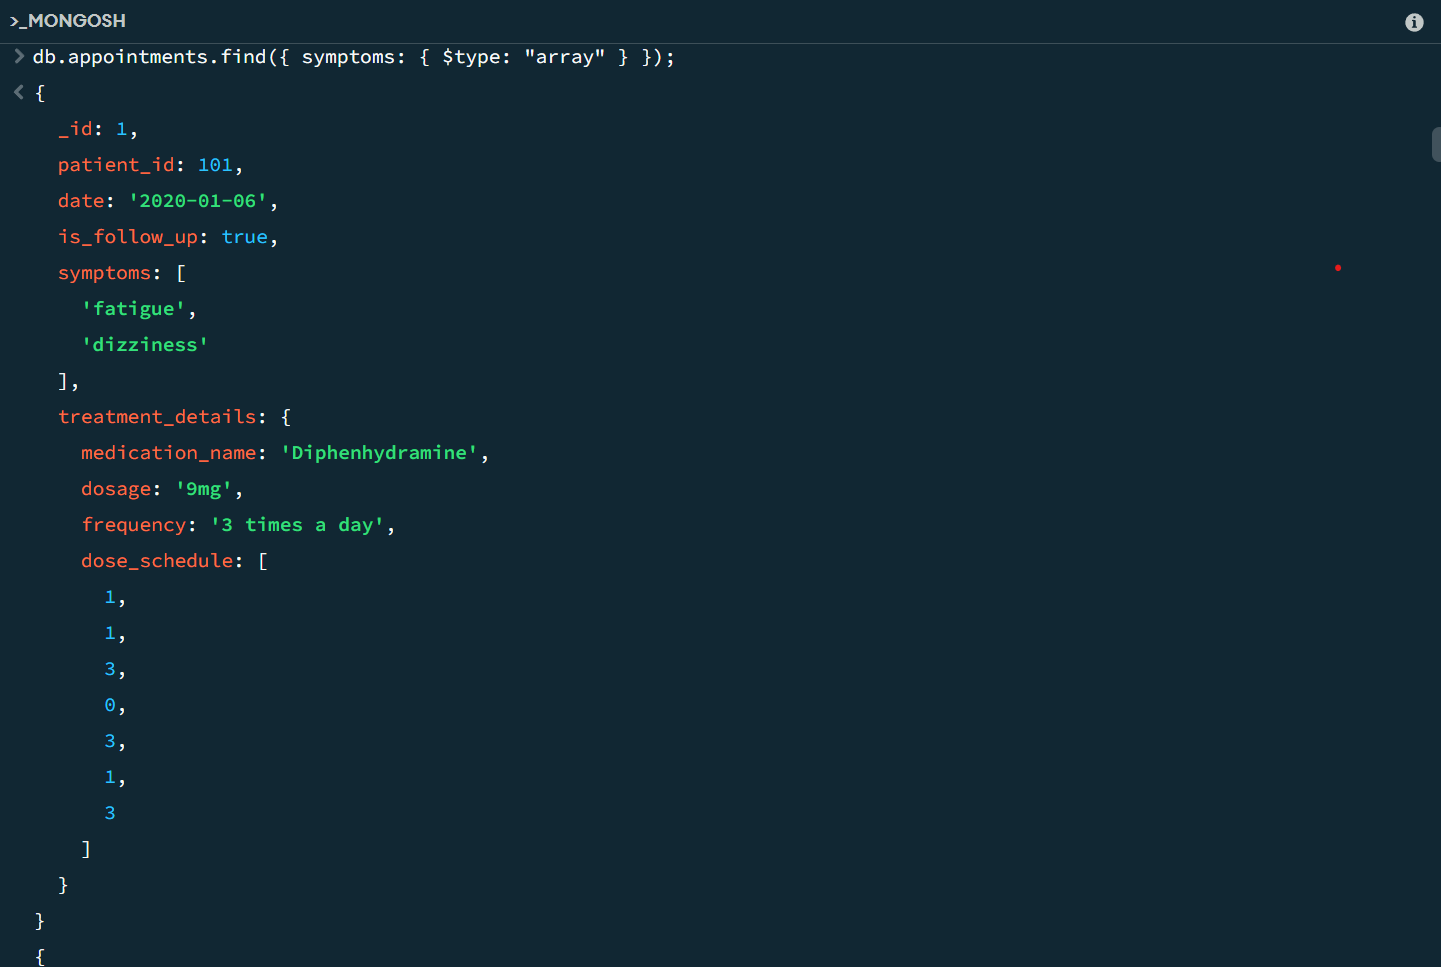 >_MONGOSH
> db.appointments.find({ symptoms: { $type: "array" } });
< {
_id: 1,
patient_id: 101,
date: '2020-01-06',
is_follow_up: true,
symptoms: [
'fatigue',
'dizziness'
],
treatment_details: {
medication_name: 'Diphenhydramine',
dosage: '9mg',
frequency: '3 times a day',
dose_schedule: [
1,
1,
3,
0,
3,
1,
3
]
}
}
{